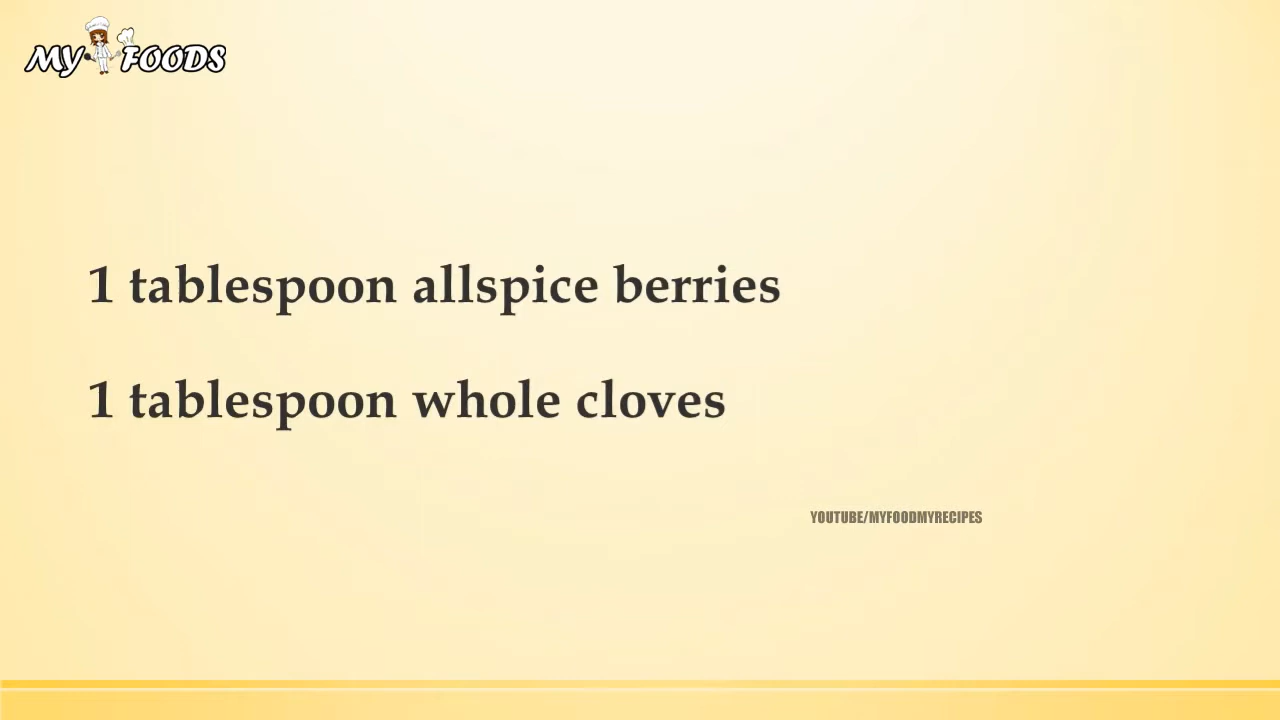 MY FOODS
1 tablespoon allspice berries
1 tablespoon whole cloves
YOUTUBE/MYFOODMYRECIPES